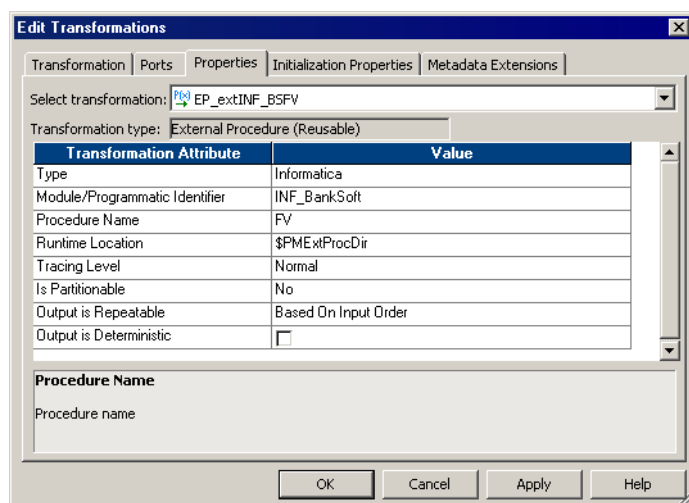 Edit Transformations
Transformation Ports Properties Initialization Properties Metadata Extensions
Select transformation: P(x) EP_extINF_BSFV
Transformation type: External Procedure (Reusable)
Transformation Attribute Value
Type Informatica
Module/Programmatic Identifier INF_BankSoft
Procedure Name FV
Runtime Location $PMExtProcDir
Tracing Level Normal
Is Partitionable No
Output is Repeatable Based On Input Order
Output is Deterministic
Procedure Name
Procedure name
OK Cancel Apply Help